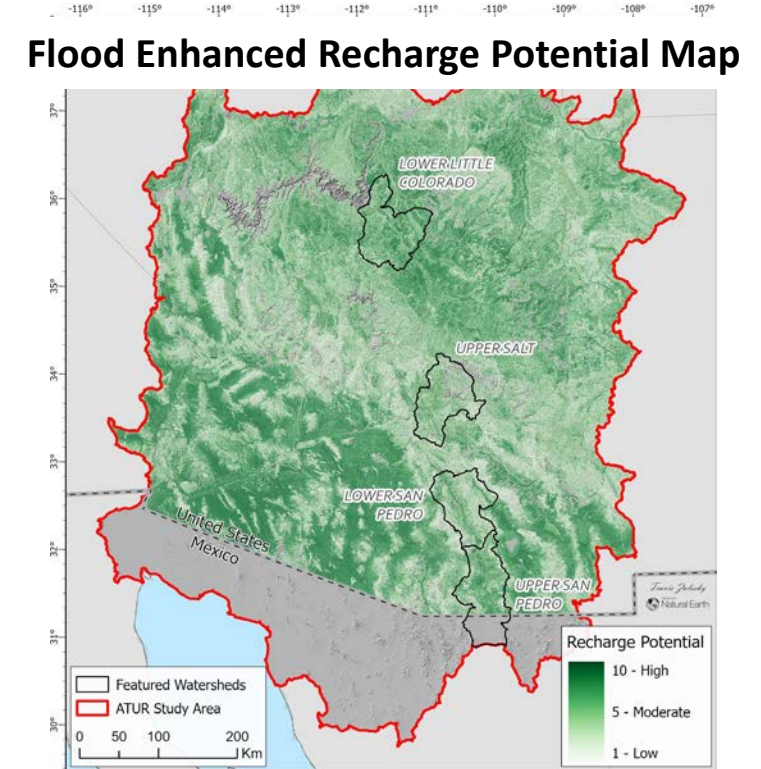 -116° -115° -114° -113° -112° -111° -110° -109° -108° -107°
Flood Enhanced Recharge Potential Map
37°
36°
35°
34°
33°
32°
31°
30°
LOWER LITTLE
COLORADO
UPPER SALT
LOWER SAN
PEDRO
United States
Mexico
UPPER SAN
PEDRO
Natural Earth
Featured Watersheds
ATUR Study Area
0 50 100 200
Km
Recharge Potential
10 - High
5 - Moderate
1 - Low